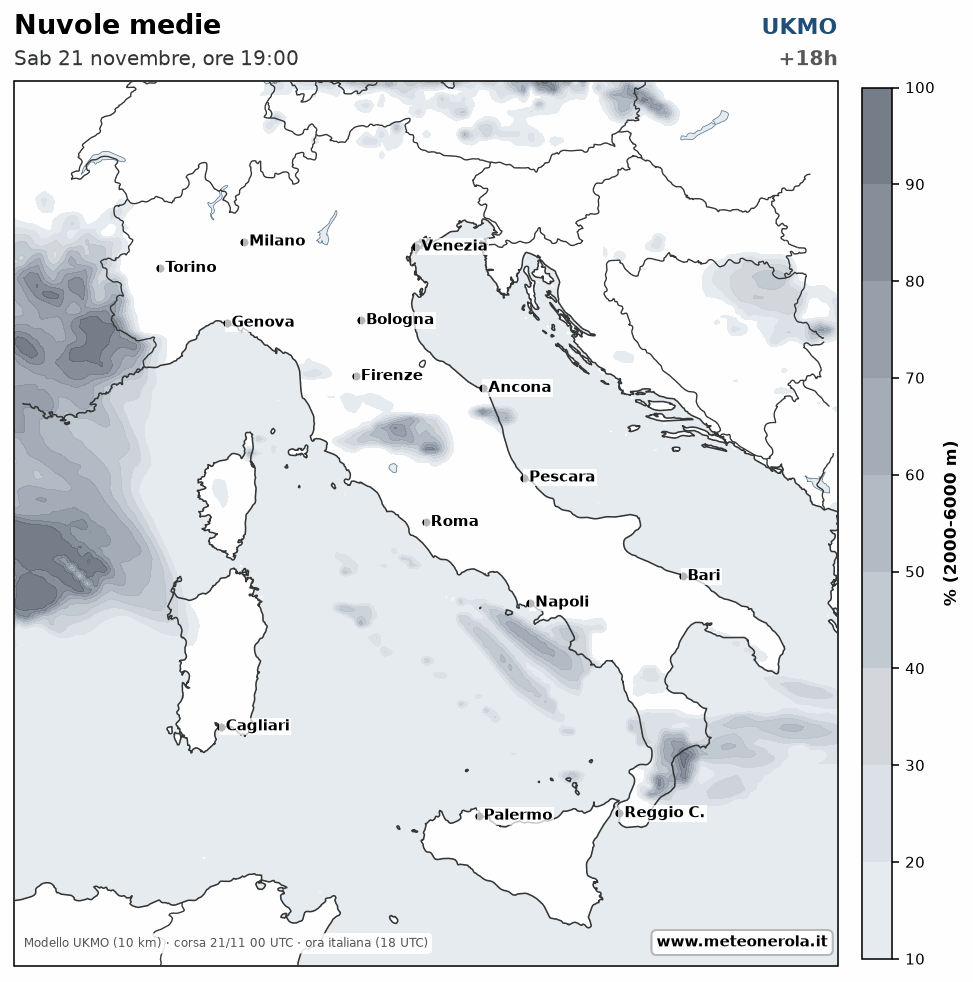 Nuvole medie
UKMO
Sab 21 novembre, ore 19:00
+18h
100
90
80
70
60
50
40
30
20
10
% (2000-6000 m)
Milano
Venezia
Torino
Genova
Bologna
Firenze
Ancona
Pescara
Roma
Bari
Napoli
Cagliari
Palermo
Reggio C.
Modello UKMO (10 km) · corsa 21/11 00 UTC · ora italiana (18 UTC)
www.meteonerola.it